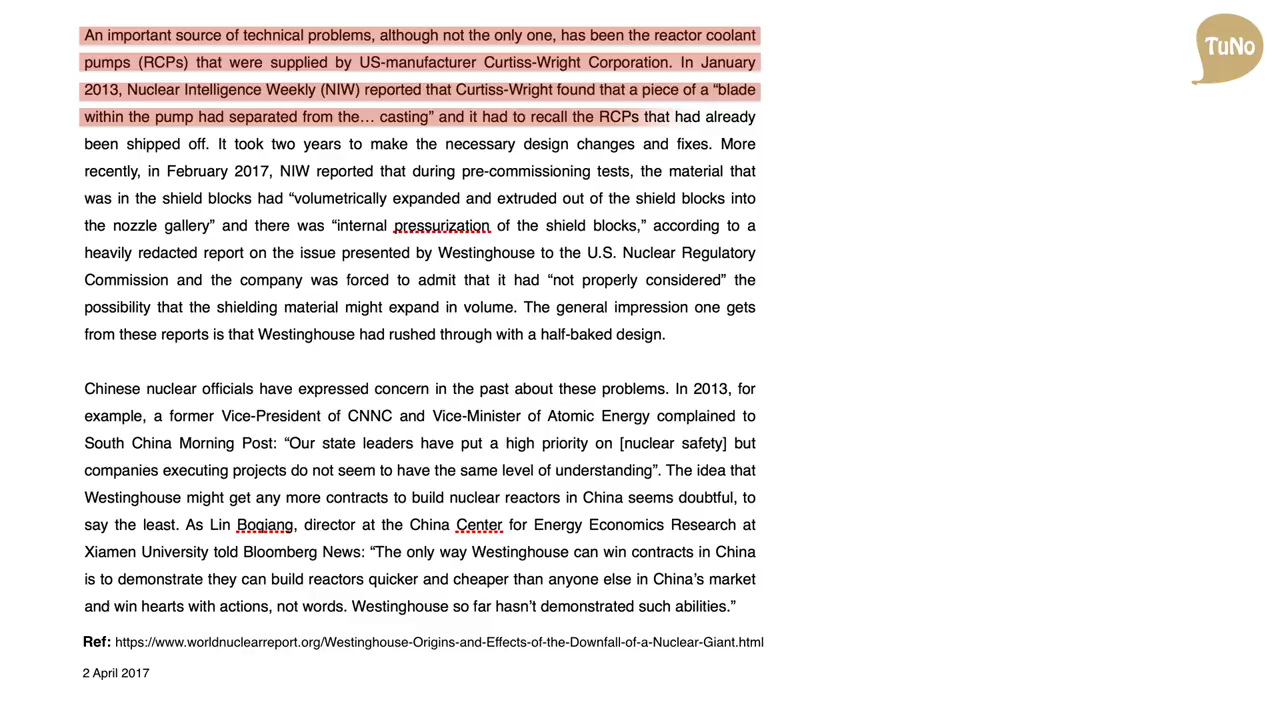 An important source of technical problems, although not the only one, has been the reactor coolant
pumps (RCPs) that were supplied by US-manufacturer Curtiss-Wright Corporation. In January
2013, Nuclear Intelligence Weekly (NIW) reported that Curtiss-Wright found that a piece of a “blade
within the pump had separated from the… casting” and it had to recall the RCPs that had already
been shipped off. It took two years to make the necessary design changes and fixes. More
recently, in February 2017, NIW reported that during pre-commissioning tests, the material that
was in the shield blocks had “volumetrically expanded and extruded out of the shield blocks into
the nozzle gallery” and there was “internal pressurization of the shield blocks,” according to a
heavily redacted report on the issue presented by Westinghouse to the U.S. Nuclear Regulatory
Commission and the company was forced to admit that it had “not properly considered” the
possibility that the shielding material might expand in volume. The general impression one gets
from these reports is that Westinghouse had rushed through with a half-baked design.
Chinese nuclear officials have expressed concern in the past about these problems. In 2013, for
example, a former Vice-President of CNNC and Vice-Minister of Atomic Energy complained to
South China Morning Post: “Our state leaders have put a high priority on [nuclear safety] but
companies executing projects do not seem to have the same level of understanding”. The idea that
Westinghouse might get any more contracts to build nuclear reactors in China seems doubtful, to
say the least. As Lin Boqiang, director at the China Center for Energy Economics Research at
Xiamen University told Bloomberg News: “The only way Westinghouse can win contracts in China
is to demonstrate they can build reactors quicker and cheaper than anyone else in China’s market
and win hearts with actions, not words. Westinghouse so far hasn’t demonstrated such abilities.”
Ref: https://www.worldnuclearreport.org/Westinghouse-Origins-and-Effects-of-the-Downfall-of-a-Nuclear-Giant.html
2 April 2017
TuNo